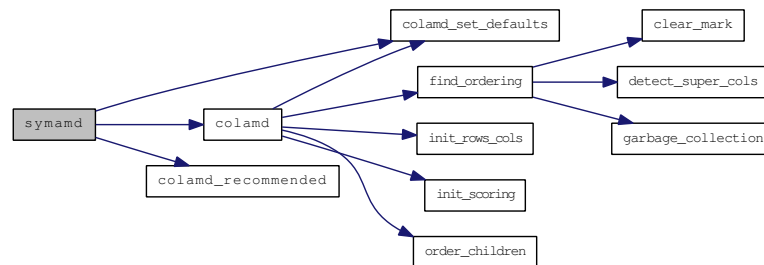 colamd_set_defaults
clear_mark
find_ordering
detect_super_cols
symamd
colamd
init_rows_cols
garbage_collection
colamd_recommended
init_scoring
order_children